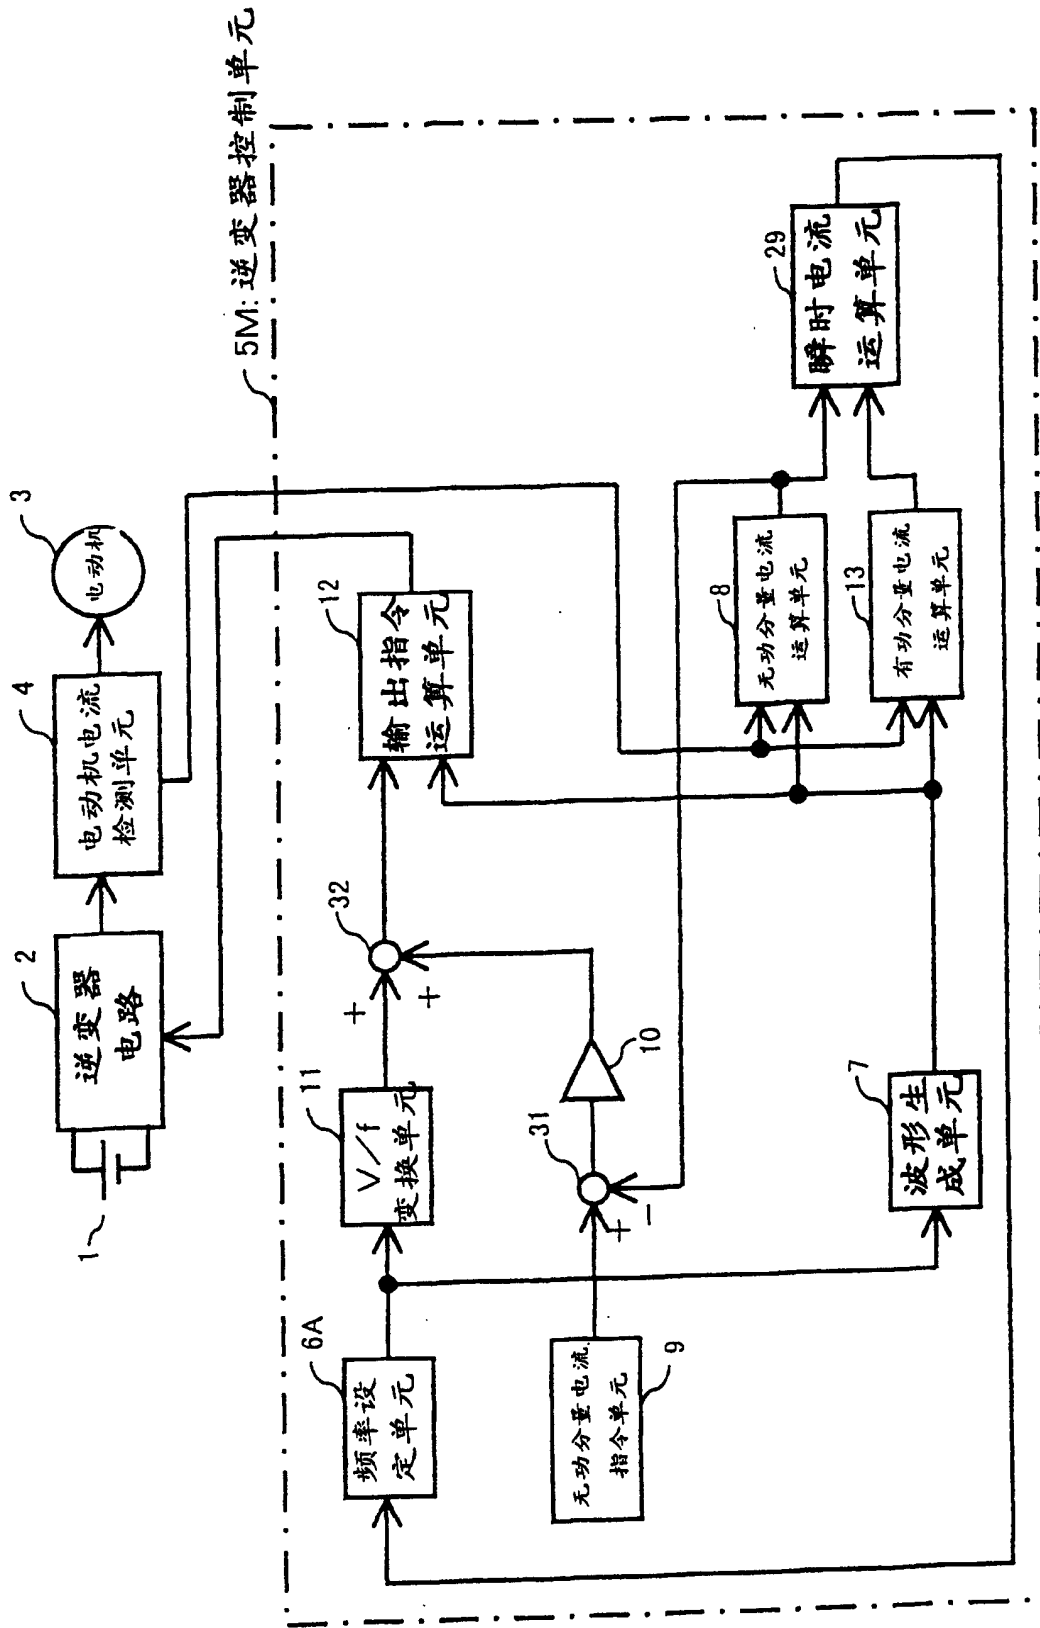 5M: 逆变器控制单元
1
2
逆变器
电路
4
电动机电流
检测单元
3
电动机
6A
频率设
定单元
11
V/f
变换单元
+
+
32
12
输出指令
运算单元
9
无功分量电流
指令单元
+
-
31
10
8
无功分量电流
运算单元
29
瞬时电流
运算单元
7
波形生
成单元
13
有功分量电流
运算单元